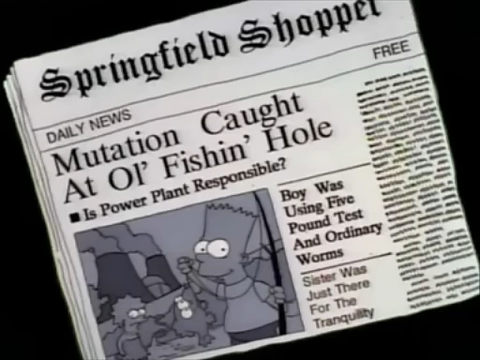 Springfield Shopper
FREE
DAILY NEWS
Mutation Caught
At Ol' Fishin' Hole
■ Is Power Plant Responsible?
Boy Was
Using Five
Pound Test
And Ordinary
Worms
Sister Was
Just There
For The
Tranquility